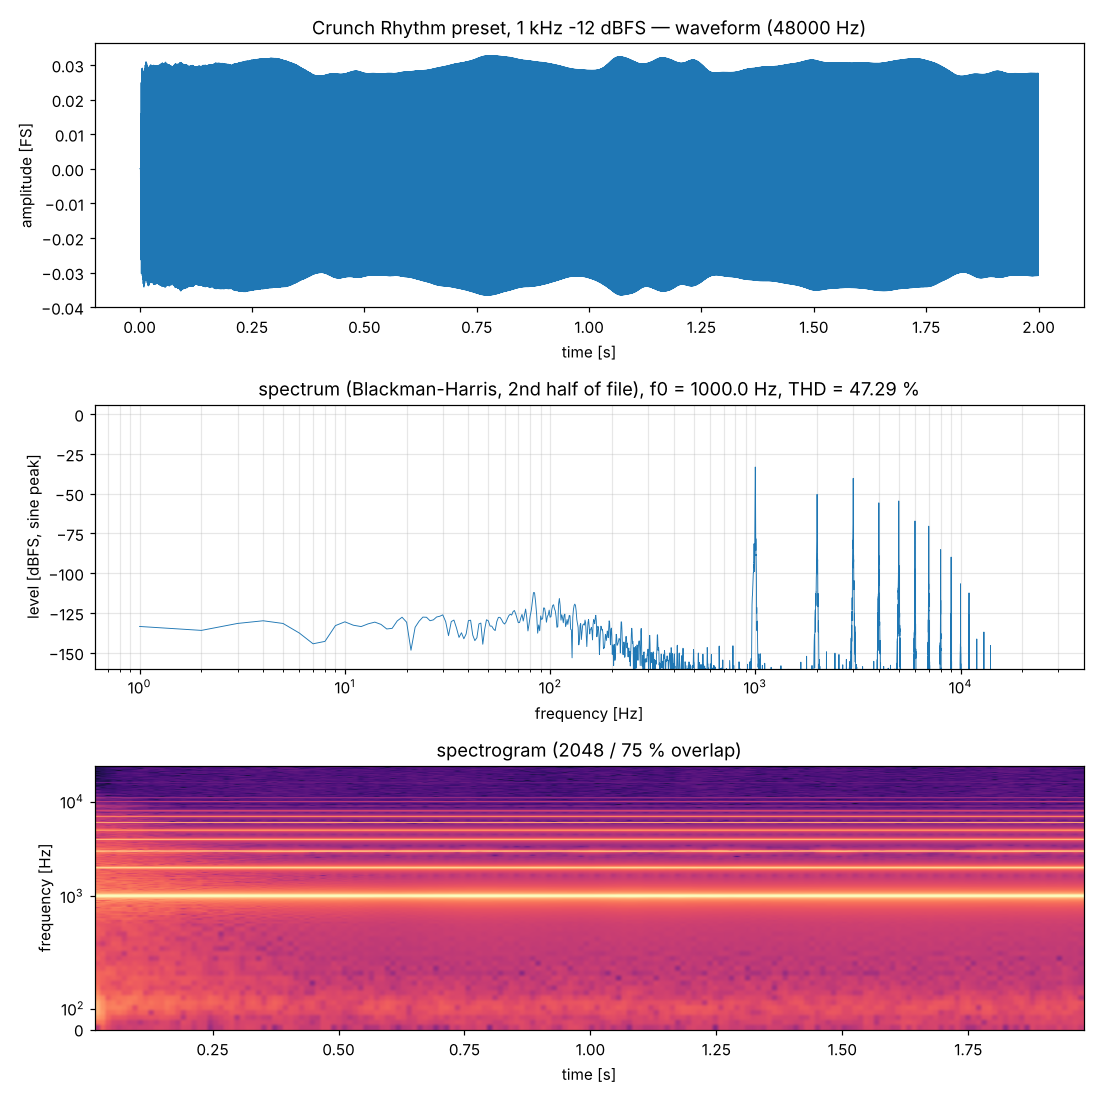 Crunch Rhythm preset, 1 kHz -12 dBFS — waveform (48000 Hz)
amplitude [FS]
0.03
0.02
0.01
0.00
−0.01
−0.02
−0.03
−0.04
0.00 0.25 0.50 0.75 1.00 1.25 1.50 1.75 2.00
time [s]
spectrum (Blackman-Harris, 2nd half of file), f0 = 1000.0 Hz, THD = 47.29 %
level [dBFS, sine peak]
0
−25
−50
−75
−100
−125
−150
10⁰ 10¹ 10² 10³ 10⁴
frequency [Hz]
spectrogram (2048 / 75 % overlap)
frequency [Hz]
10⁴
10³
10²
0
0.25 0.50 0.75 1.00 1.25 1.50 1.75
time [s]